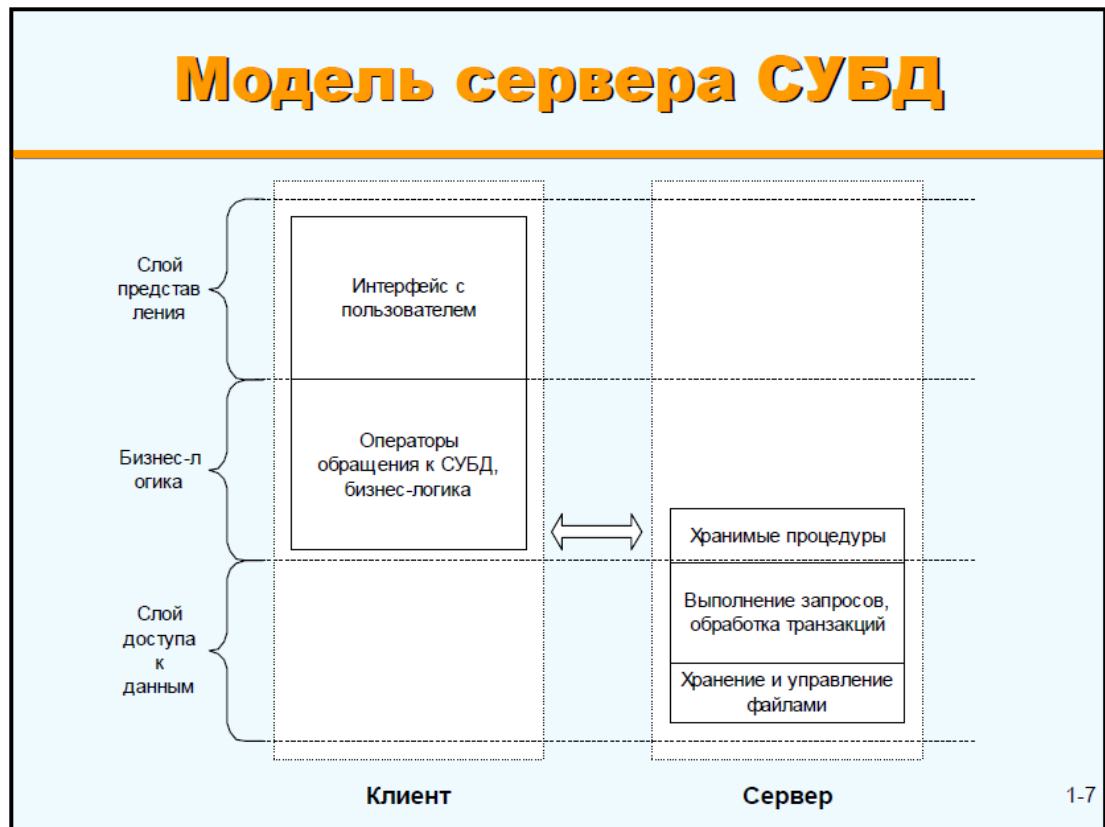 Модель сервера СУБД
Слой
представ
ления
Интерфейс с
пользователем
Бизнес-л
огика
Операторы
обращения к СУБД,
бизнес-логика
Хранимые процедуры
Слой
доступа
к
данным
Выполнение запросов,
обработка транзакций
Хранение и управление
файлами
Клиент
Сервер
1-7